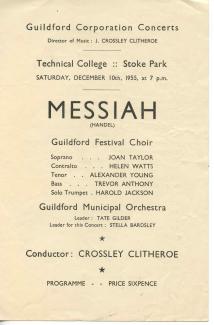 Guildford Corporation Concerts
Director of Music : J. CROSSLEY CLITHEROE
Technical College :: Stoke Park
SATURDAY, DECEMBER 10th, 1955, at 7 p.m.
MESSIAH
(HANDEL)
Guildford Festival Choir
Soprano . . . JOAN TAYLOR
Contralto . . . HELEN WATTS
Tenor . . ALEXANDER YOUNG
Bass . . . TREVOR ANTHONY
Solo Trumpet . HAROLD JACKSON
Guildford Municipal Orchestra
Leader : TATE GILDER
Leader for this Concert : STELLA BARDSLEY
Conductor : CROSSLEY CLITHEROE
PROGRAMME - - PRICE SIXPENCE